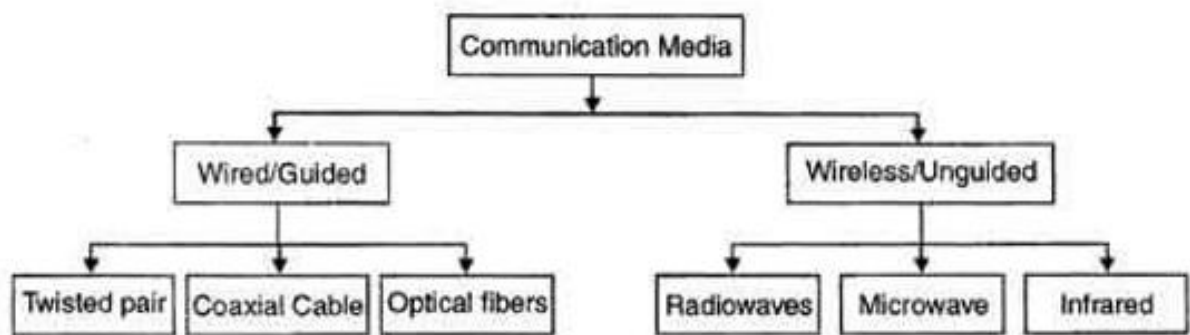 Communication Media
Wired/Guided
Wireless/Unguided
Twisted pair
Coaxial Cable
Optical fibers
Radiowaves
Microwave
Infrared